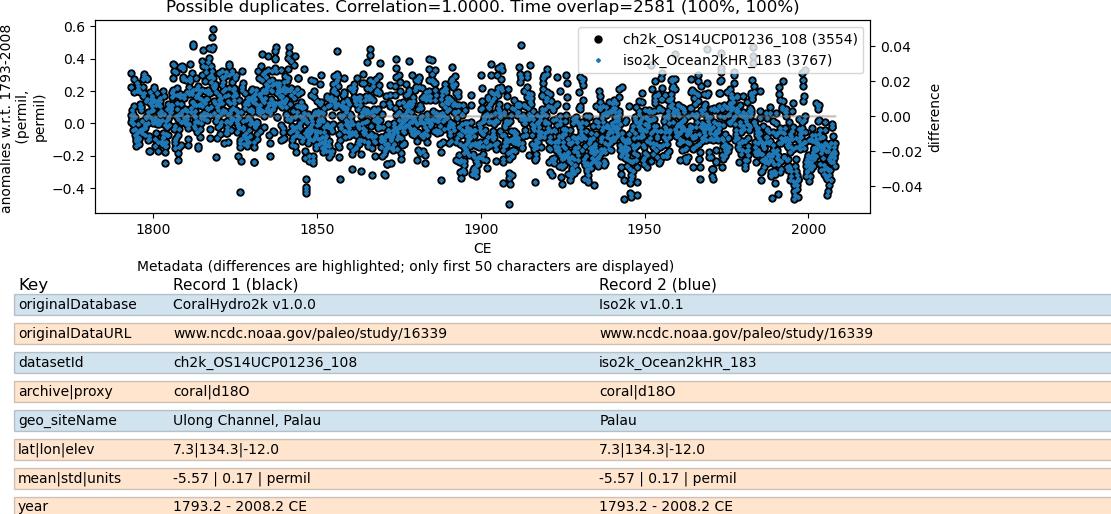 Possible duplicates. Correlation=1.0000. Time overlap=2581 (100%, 100%)
anomalies w.r.t. 1793-2008
(permil,
permil)
0.6
0.4
0.2
0.0
−0.2
−0.4
ch2k_OS14UCP01236_108 (3554)
iso2k_Ocean2kHR_183 (3767)
0.04
0.02
0.00
−0.02
−0.04
difference
1800 1850 1900 1950 2000
CE
Metadata (differences are highlighted; only first 50 characters are displayed)
Key Record 1 (black) Record 2 (blue)
originalDatabase CoralHydro2k v1.0.0 Iso2k v1.0.1
originalDataURL www.ncdc.noaa.gov/paleo/study/16339 www.ncdc.noaa.gov/paleo/study/16339
datasetId ch2k_OS14UCP01236_108 iso2k_Ocean2kHR_183
archive|proxy coral|d18O coral|d18O
geo_siteName Ulong Channel, Palau Palau
lat|lon|elev 7.3|134.3|-12.0 7.3|134.3|-12.0
mean|std|units -5.57 | 0.17 | permil -5.57 | 0.17 | permil
year 1793.2 - 2008.2 CE 1793.2 - 2008.2 CE